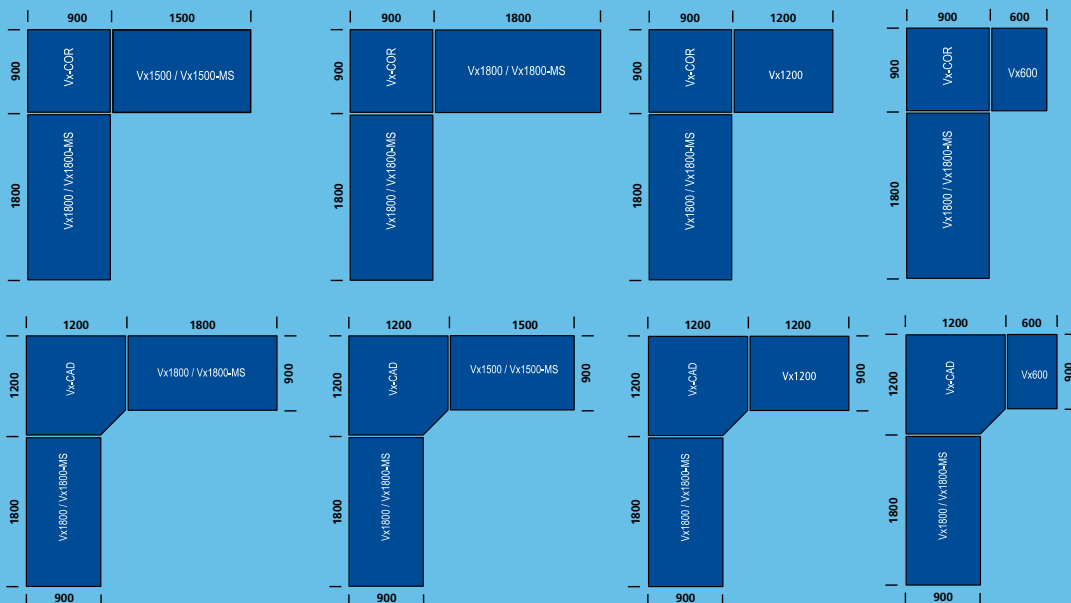 900 1500
900
Vx-COR
Vx1500 / Vx1500-MS
1800
Vx1800 / Vx1800-MS
900 1800
900
Vx-COR
Vx1800 / Vx1800-MS
1800
Vx1800 / Vx1800-MS
900 1200
900
Vx-COR
Vx1200
1800
Vx1800 / Vx1800-MS
900 600
900
Vx-COR
Vx600
1800
Vx1800 / Vx1800-MS
1200 1800
1200
Vx-CAD
Vx1800 / Vx1800-MS
900
1800
Vx1800 / Vx1800-MS
900
1200 1500
1200
Vx-CAD
Vx1500 / Vx1500-MS
900
1800
Vx1800 / Vx1800-MS
900
1200 1200
1200
Vx-CAD
Vx1200
900
1800
Vx1800 / Vx1800-MS
900
1200 600
1200
Vx-CAD
Vx600
900
1800
Vx1800 / Vx1800-MS
900